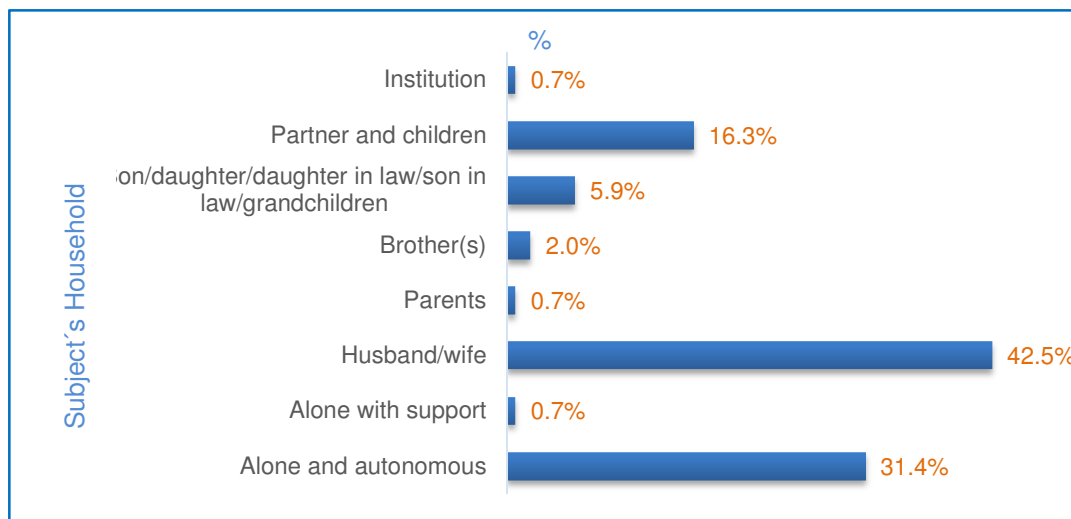 %
Institution 0.7%
Partner and children 16.3%
son/daughter/daughter in law/son in
law/grandchildren 5.9%
Brother(s) 2.0%
Parents 0.7%
Husband/wife 42.5%
Alone with support 0.7%
Alone and autonomous 31.4%
Subject´s Household